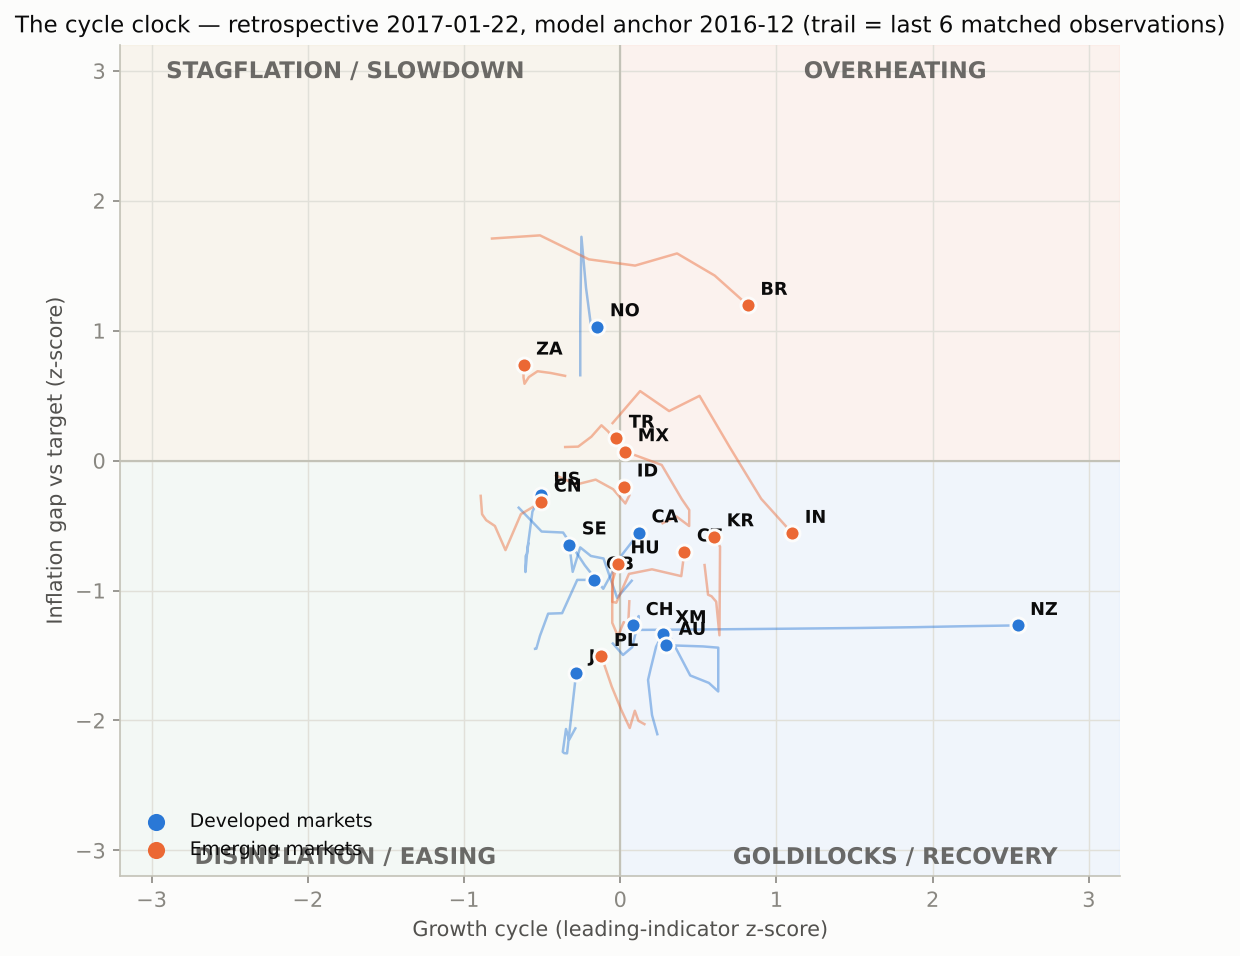 The cycle clock — retrospective 2017-01-22, model anchor 2016-12 (trail = last 6 matched observations)
STAGFLATION / SLOWDOWN
OVERHEATING
3
2
1
0
−1
−2
−3
Inflation gap vs target (z-score)
BR
NO
ZA
TR
MX
ID
US
CN
IN
KR
CA
SE
HU
GB
CH
XM
AU
NZ
PL
Developed markets
Emerging markets
DISINFLATION / EASING
GOLDILOCKS / RECOVERY
−3
−2
−1
0
1
2
3
Growth cycle (leading-indicator z-score)